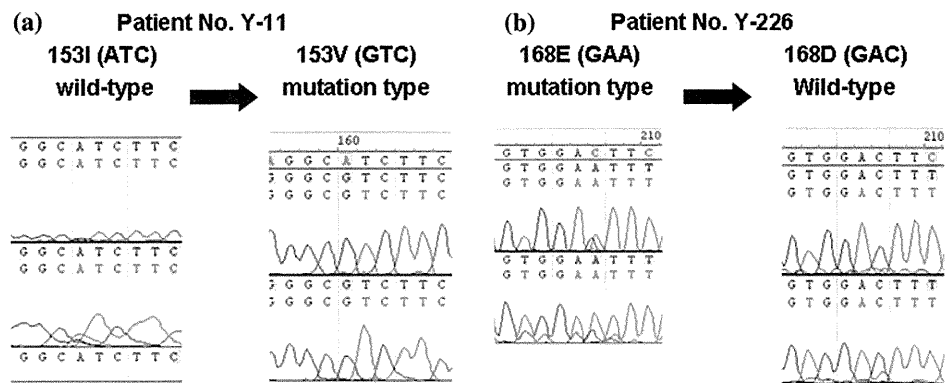 (a) Patient No. Y-11
153I (ATC)
wild-type
153V (GTC)
mutation type
G G C A T C T T C
G G C A T C T T C
G G C A T C T T C
G G C A T C T T C
G G C A T C T T C
160
A G G C A T C T T C
G G G C G T C T T C
G G G C G T C T T C
G G G C G T C T T C
G G G C G T C T T C
(b) Patient No. Y-226
168E (GAA)
mutation type
168D (GAC)
Wild-type
210
G T G G A C T T C
G T G G A A T T T
G T G G A A T T T
G T G G A A T T T
G T G G A A T T T
210
G T G G A C T T C
G T G G A C T T T
G T G G A C T T T
G T G G A C T T T
G T G G A C T T T